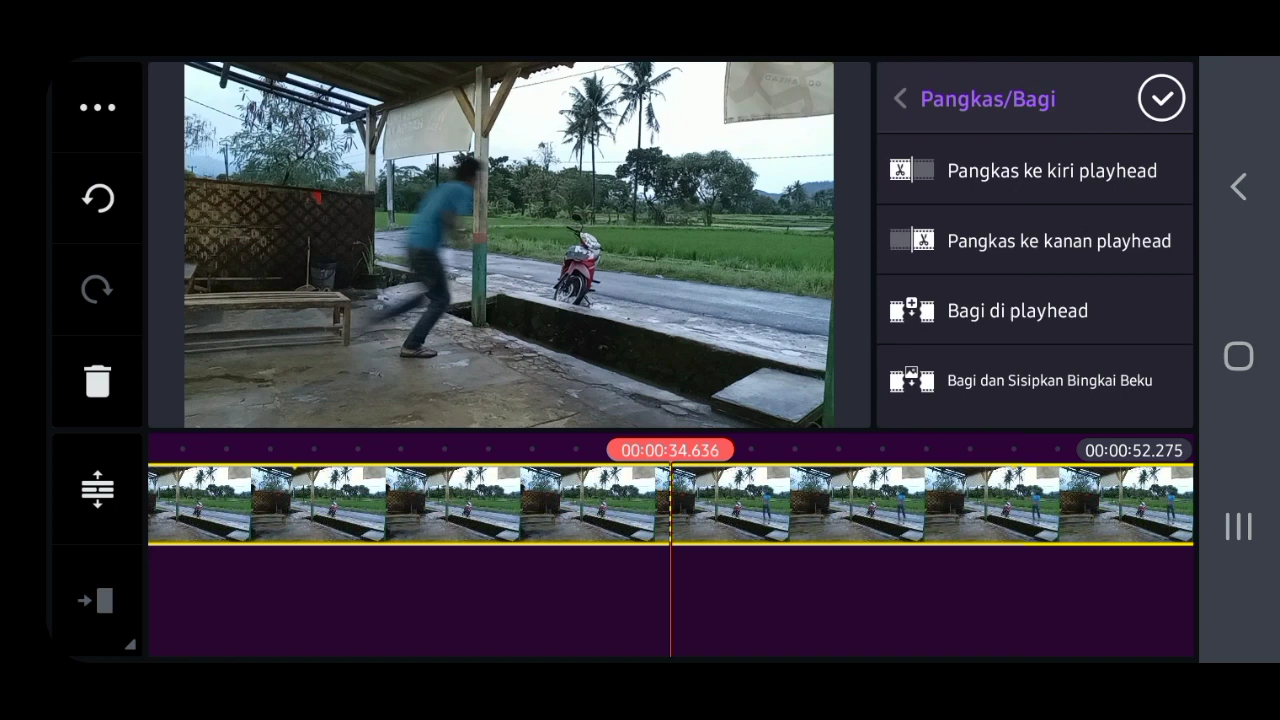 Pangkas/Bagi
Pangkas ke kiri playhead
Pangkas ke kanan playhead
Bagi di playhead
Bagi dan Sisipkan Bingkai Beku
00:00:34.636
00:00:52.275